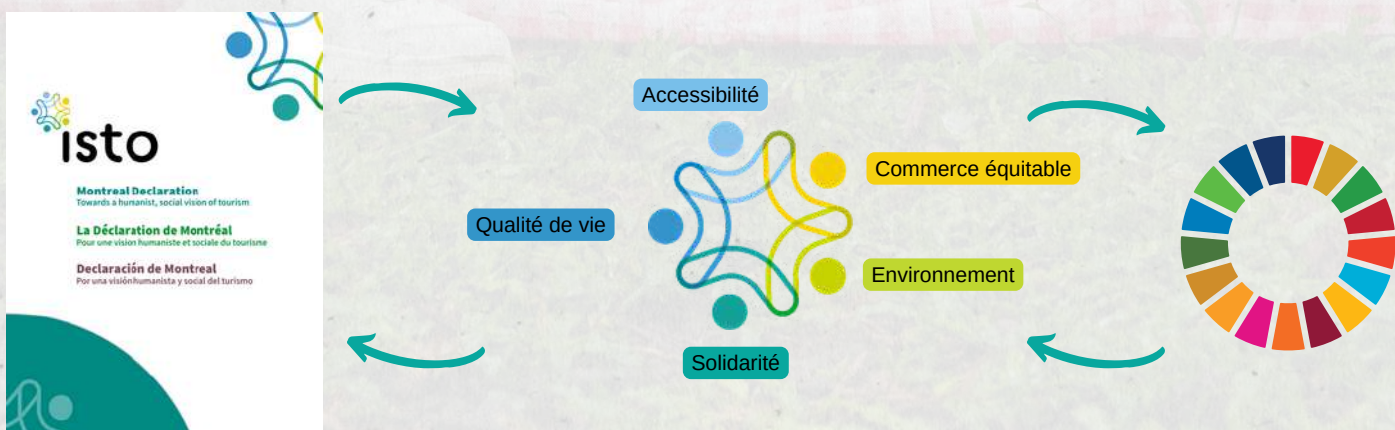 isto
Montreal Declaration
Towards a humanist, social vision of tourism
La Déclaration de Montréal
Pour une vision humaniste et sociale du tourisme
Declaración de Montreal
Por una visión humanista y social del turismo
Accessibilité
Commerce équitable
Qualité de vie
Environnement
Solidarité